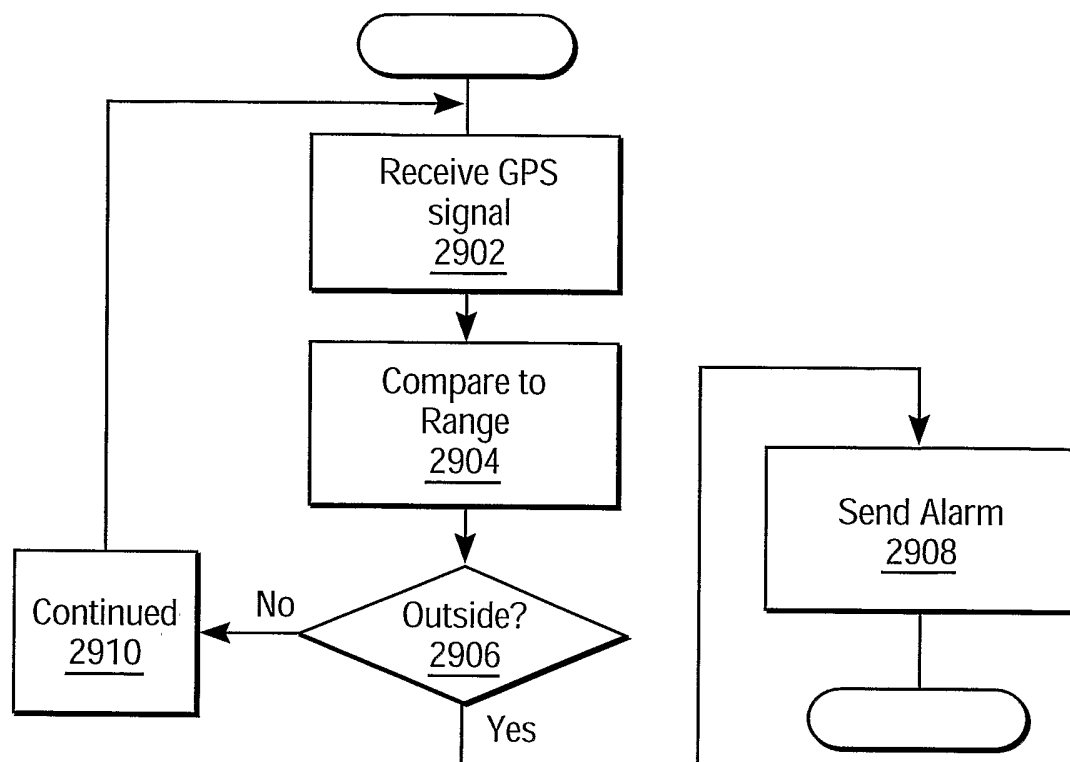 Receive GPS
signal
2902
Compare to
Range
2904
Outside?
2906
No
Continued
2910
Yes
Send Alarm
2908